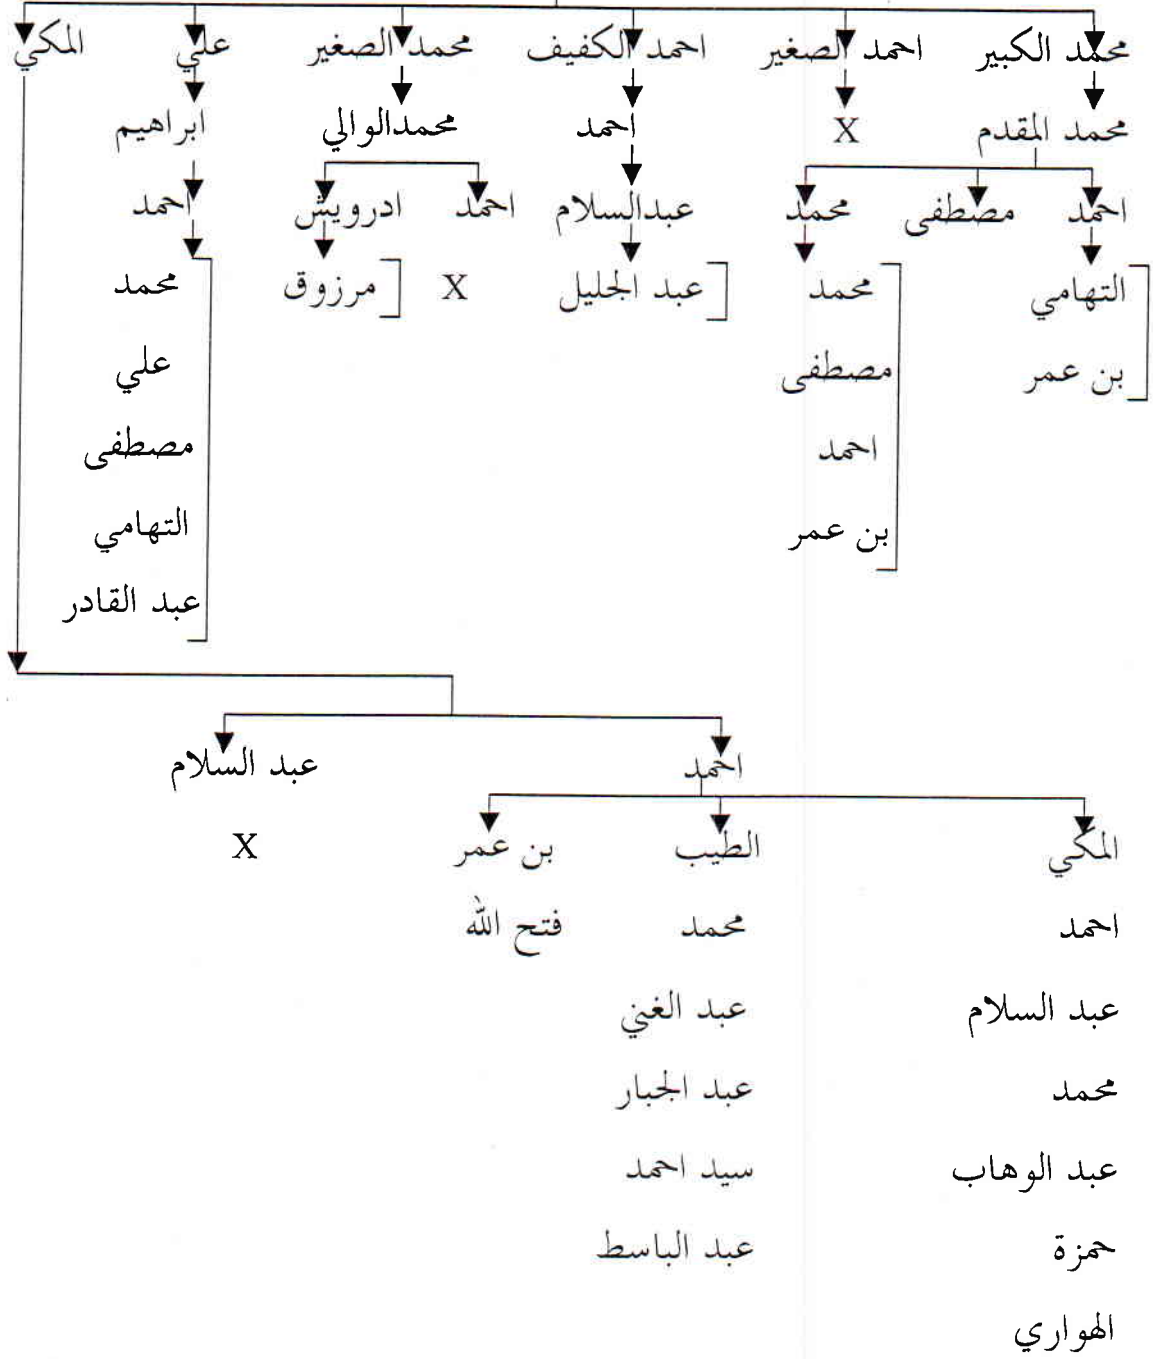 محمد الكبير احمد الصغير احمد الكفيف محمد الصغير علي المكي
محمد المقدم X احمد محمدالوالي ابراهيم
احمد مصطفى محمد عبدالسلام احمد ادرويش احمد
التهامي محمد عبد الجليل X مرزوق محمد
بن عمر مصطفى علي
احمد مصطفى
بن عمر التهامي
عبد القادر
احمد عبد السلام
المكي الطيب بن عمر X
احمد محمد فتح الله
عبد السلام عبد الغني
محمد عبد الجبار
عبد الوهاب سيد احمد
حمزة عبد الباسط
الهواري